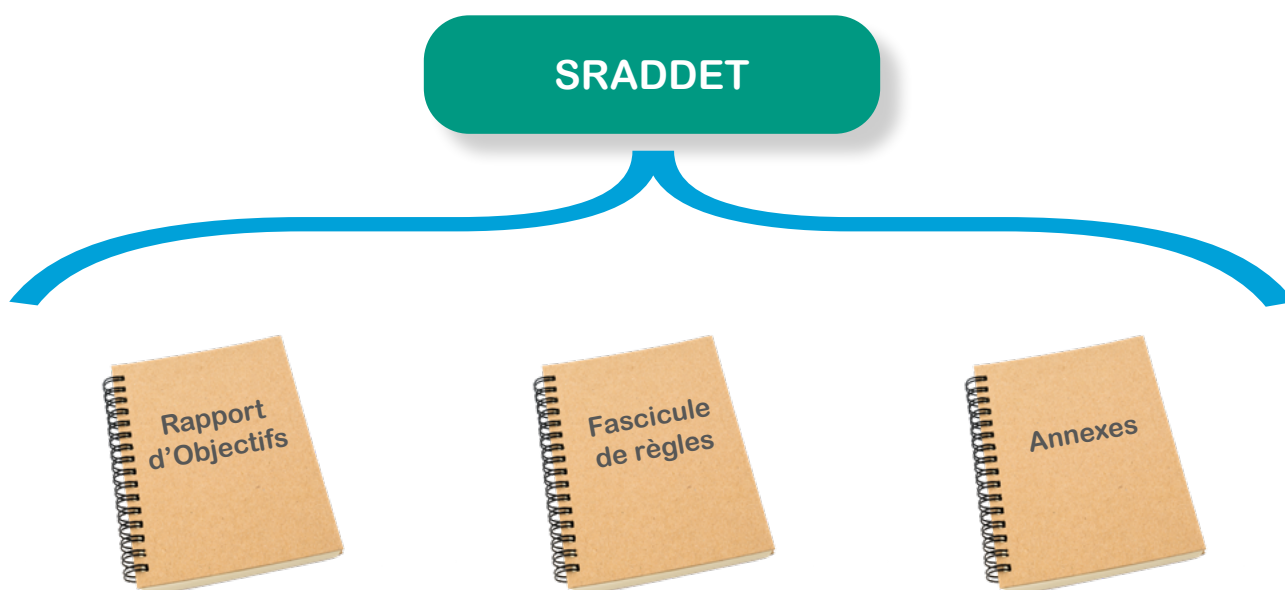 SRADDET
Rapport
d’Objectifs
Fascicule
de règles
Annexes